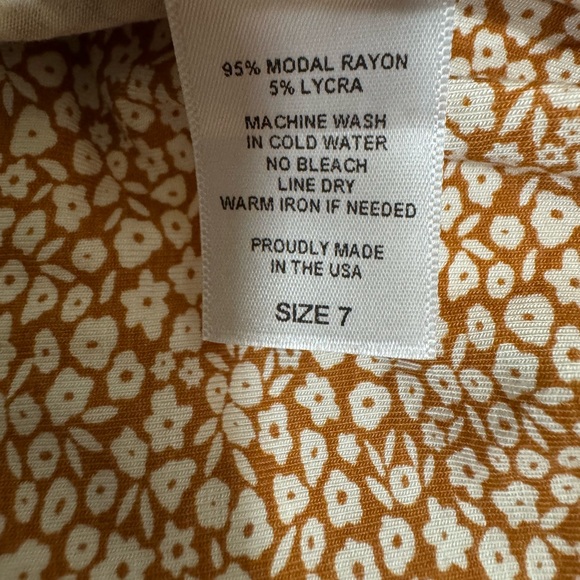 95% MODAL RAYON
5% LYCRA
MACHINE WASH
IN COLD WATER
NO BLEACH
LINE DRY
WARM IRON IF NEEDED
PROUDLY MADE
IN THE USA
SIZE 7